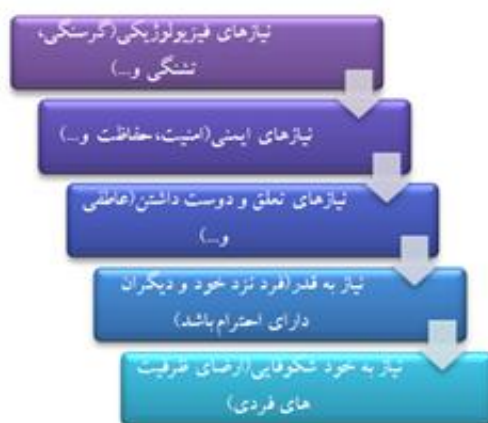 نیازهای فیزیولوژیکی(گرسنگی،
تشنگی و...)
نیازهای ایمنی(امنیت،حفاظت و...)
نیازهای تعلق و دوست داشتن(عاطفی
و...)
نیاز به قدر(فرد نزد خود و دیگران
دارای احترام باشد)
نیاز به خود شکوفایی(ارضای ظرفیت
های فردی)